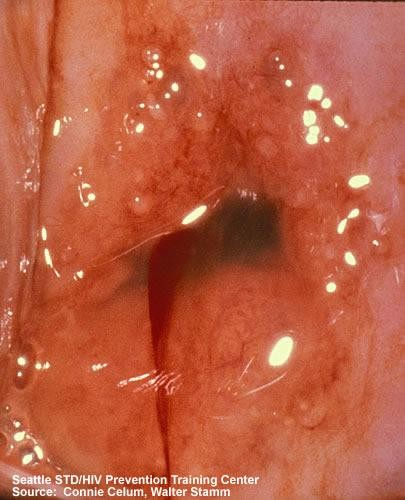 Seattle STD/HIV Prevention Training Center
Source:  Connie Celum, Walter Stamm